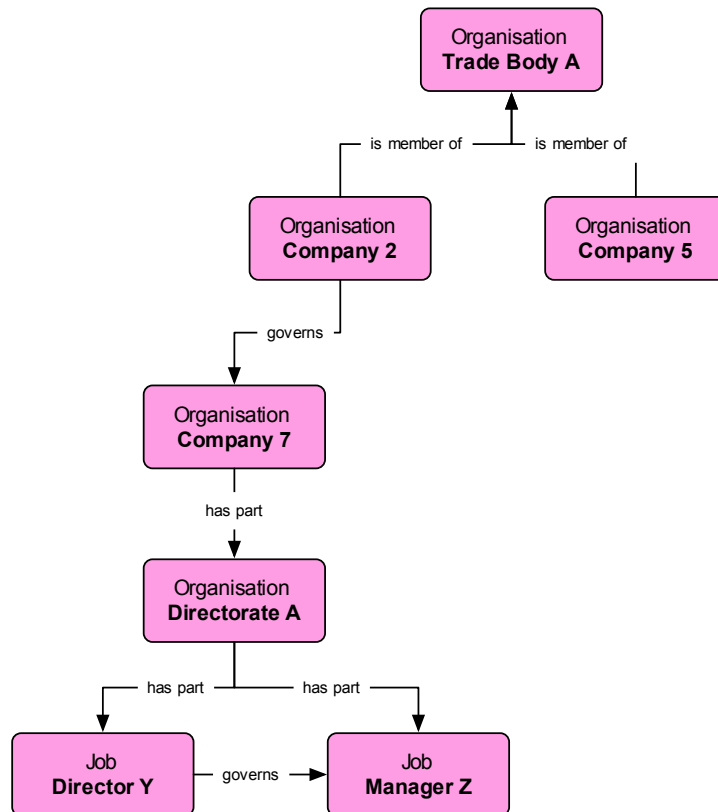 Organisation
Trade Body A
is member of
is member of
Organisation
Company 2
Organisation
Company 5
governs
Organisation
Company 7
has part
Organisation
Directorate A
has part
has part
Job
Director Y
governs
Job
Manager Z